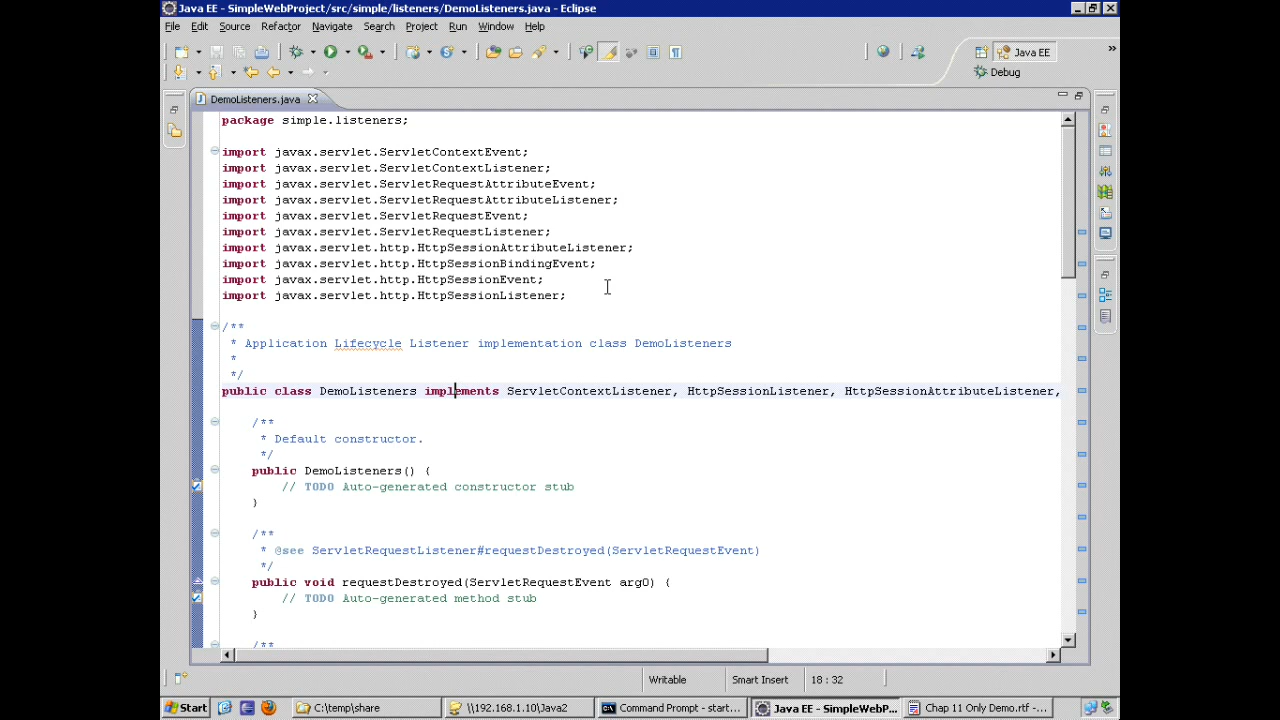 Java EE - SimpleWebProject/src/simple/listeners/DemoListeners.java - Eclipse
File Edit Source Refactor Navigate Search Project Run Window Help
Java EE
Debug
DemoListeners.java
package simple.listeners;
import javax.servlet.ServletContextEvent;
import javax.servlet.ServletContextListener;
import javax.servlet.ServletRequestAttributeEvent;
import javax.servlet.ServletRequestAttributeListener;
import javax.servlet.ServletRequestEvent;
import javax.servlet.ServletRequestListener;
import javax.servlet.http.HttpSessionAttributeListener;
import javax.servlet.http.HttpSessionBindingEvent;
import javax.servlet.http.HttpSessionEvent;
import javax.servlet.http.HttpSessionListener;
/**
* Application Lifecycle Listener implementation class DemoListeners
*
*/
public class DemoListeners implements ServletContextListener, HttpSessionListener, HttpSessionAttributeListener,
/**
* Default constructor.
*/
public DemoListeners() {
// TODO Auto-generated constructor stub
}
/**
* @see ServletRequestListener#requestDestroyed(ServletRequestEvent)
*/
public void requestDestroyed(ServletRequestEvent arg0) {
// TODO Auto-generated method stub
}
/**
Writable Smart Insert 18 : 32
Start C:\temp\share \\192.168.1.10\Java2 Command Prompt - start... Java EE - SimpleWebP... Chap 11 Only Demo.rtf - ...